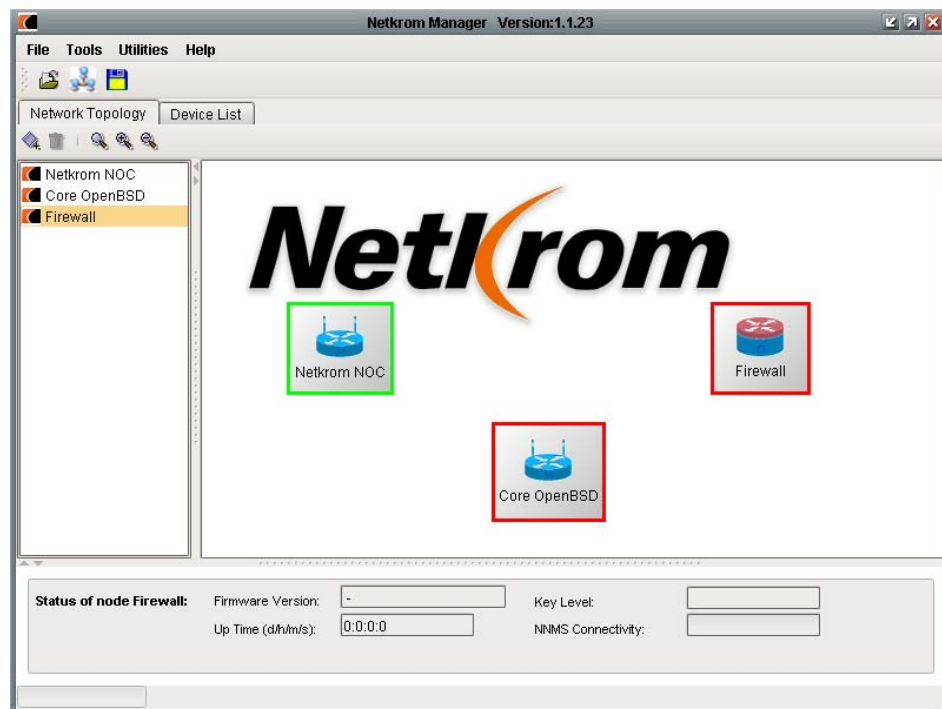 Netkrom Manager Version:1.1.23
File Tools Utilities Help
Network Topology Device List
Netkrom NOC
Core OpenBSD
Firewall
Netkrom
Netkrom NOC
Firewall
Core OpenBSD
Status of node Firewall: Firmware Version: - Key Level:
Up Time (d/h/m/s): 0:0:0:0 NNMS Connectivity: